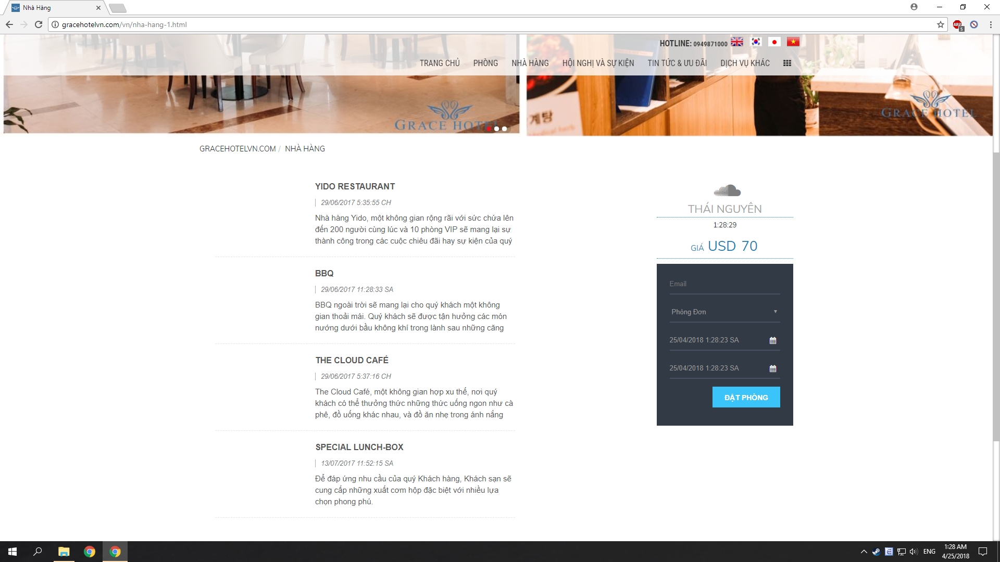 Nhà Hàng
gracehotelvn.com/vn/nha-hang-1.html
ABP
5
HOTLINE: 0949871000
TRANG CHỦ
PHÒNG
NHÀ HÀNG
HỘI NGHỊ VÀ SỰ KIỆN
TIN TỨC & ƯU ĐÃI
DỊCH VỤ KHÁC
GRACE HOTEL
계탕
GRACE HOTEL
GRACEHOTELVN.COM / NHÀ HÀNG
YIDO RESTAURANT
29/06/2017 5:35:55 CH
Nhà hàng Yido, một không gian rộng rãi với sức chứa lên
đến 200 người cùng lúc và 10 phòng VIP sẽ mang lại sự
thành công trong các cuộc chiêu đãi hay sự kiện của quý
BBQ
29/06/2017 11:28:33 SA
BBQ ngoài trời sẽ mang lại cho quý khách một không
gian thoải mái. Quý khách sẽ được tận hưởng các món
nướng dưới bầu không khí trong lành sau những căng
THE CLOUD CAFÉ
29/06/2017 5:37:16 CH
The Cloud Café, một không gian hợp xu thế, nơi quý
khách có thể thưởng thức những thức uống ngon như cà
phê, đồ uống khác nhau, và đồ ăn nhẹ trong ánh nắng
SPECIAL LUNCH-BOX
13/07/2017 11:52:15 SA
Để đáp ứng nhu cầu của quý Khách hàng, Khách sạn sẽ
cung cấp những xuất cơm hộp đặc biệt với nhiều lựa
chọn phong phú.
THÁI NGUYÊN
1:28:29
GIÁ USD 70
Email
Phòng Đơn
25/04/2018 1:28:23 SA
25/04/2018 1:28:23 SA
ĐẶT PHÒNG
ENG
1:28 AM
4/25/2018